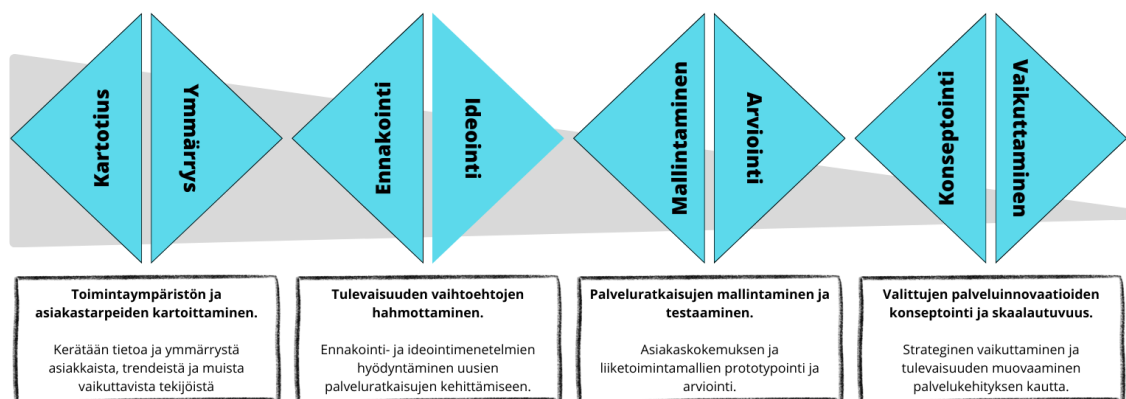 Kartotius
Ymmärrys
Ennakointi
Ideointi
Mallintaminen
Arviointi
Konseptointi
Vaikuttaminen
Toimintaympäristön ja
asiakastarpeiden kartoittaminen.
Kerätään tietoa ja ymmärrystä
asiakkaista, trendeistä ja muista
vaikuttavista tekijöistä
Tulevaisuuden vaihtoehtojen
hahmottaminen.
Ennakointi- ja ideointimenetelmien
hyödyntäminen uusien
palveluratkaisujen kehittämiseen.
Palveluratkaisujen mallintaminen ja
testaaminen.
Asiakaskokemuksen ja
liiketoimintamallien prototypointi ja
arviointi.
Valittujen palveluinnovaatioiden
konseptointi ja skaalautuvuus.
Strateginen vaikuttaminen ja
tulevaisuuden muovaaminen
palvelukehityksen kautta.